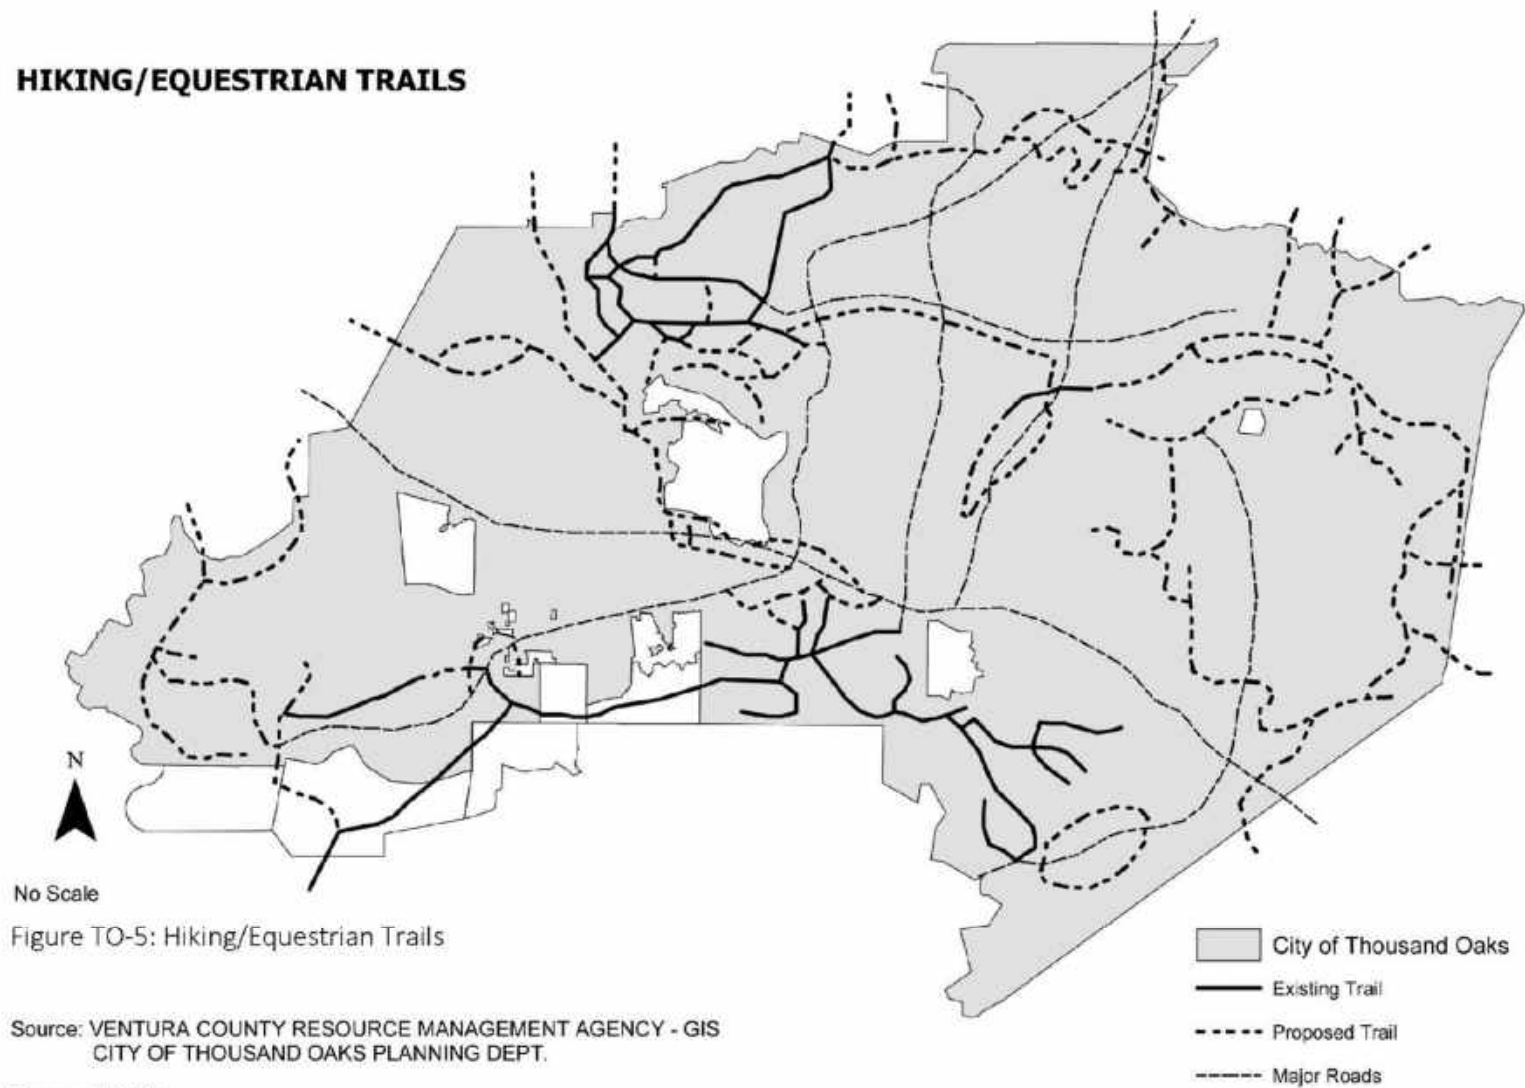 HIKING/EQUESTRIAN TRAILS
N
No Scale
Figure TO-5: Hiking/Equestrian Trails
City of Thousand Oaks
Existing Trail
Proposed Trail
Major Roads
Source: VENTURA COUNTY RESOURCE MANAGEMENT AGENCY - GIS
CITY OF THOUSAND OAKS PLANNING DEPT.